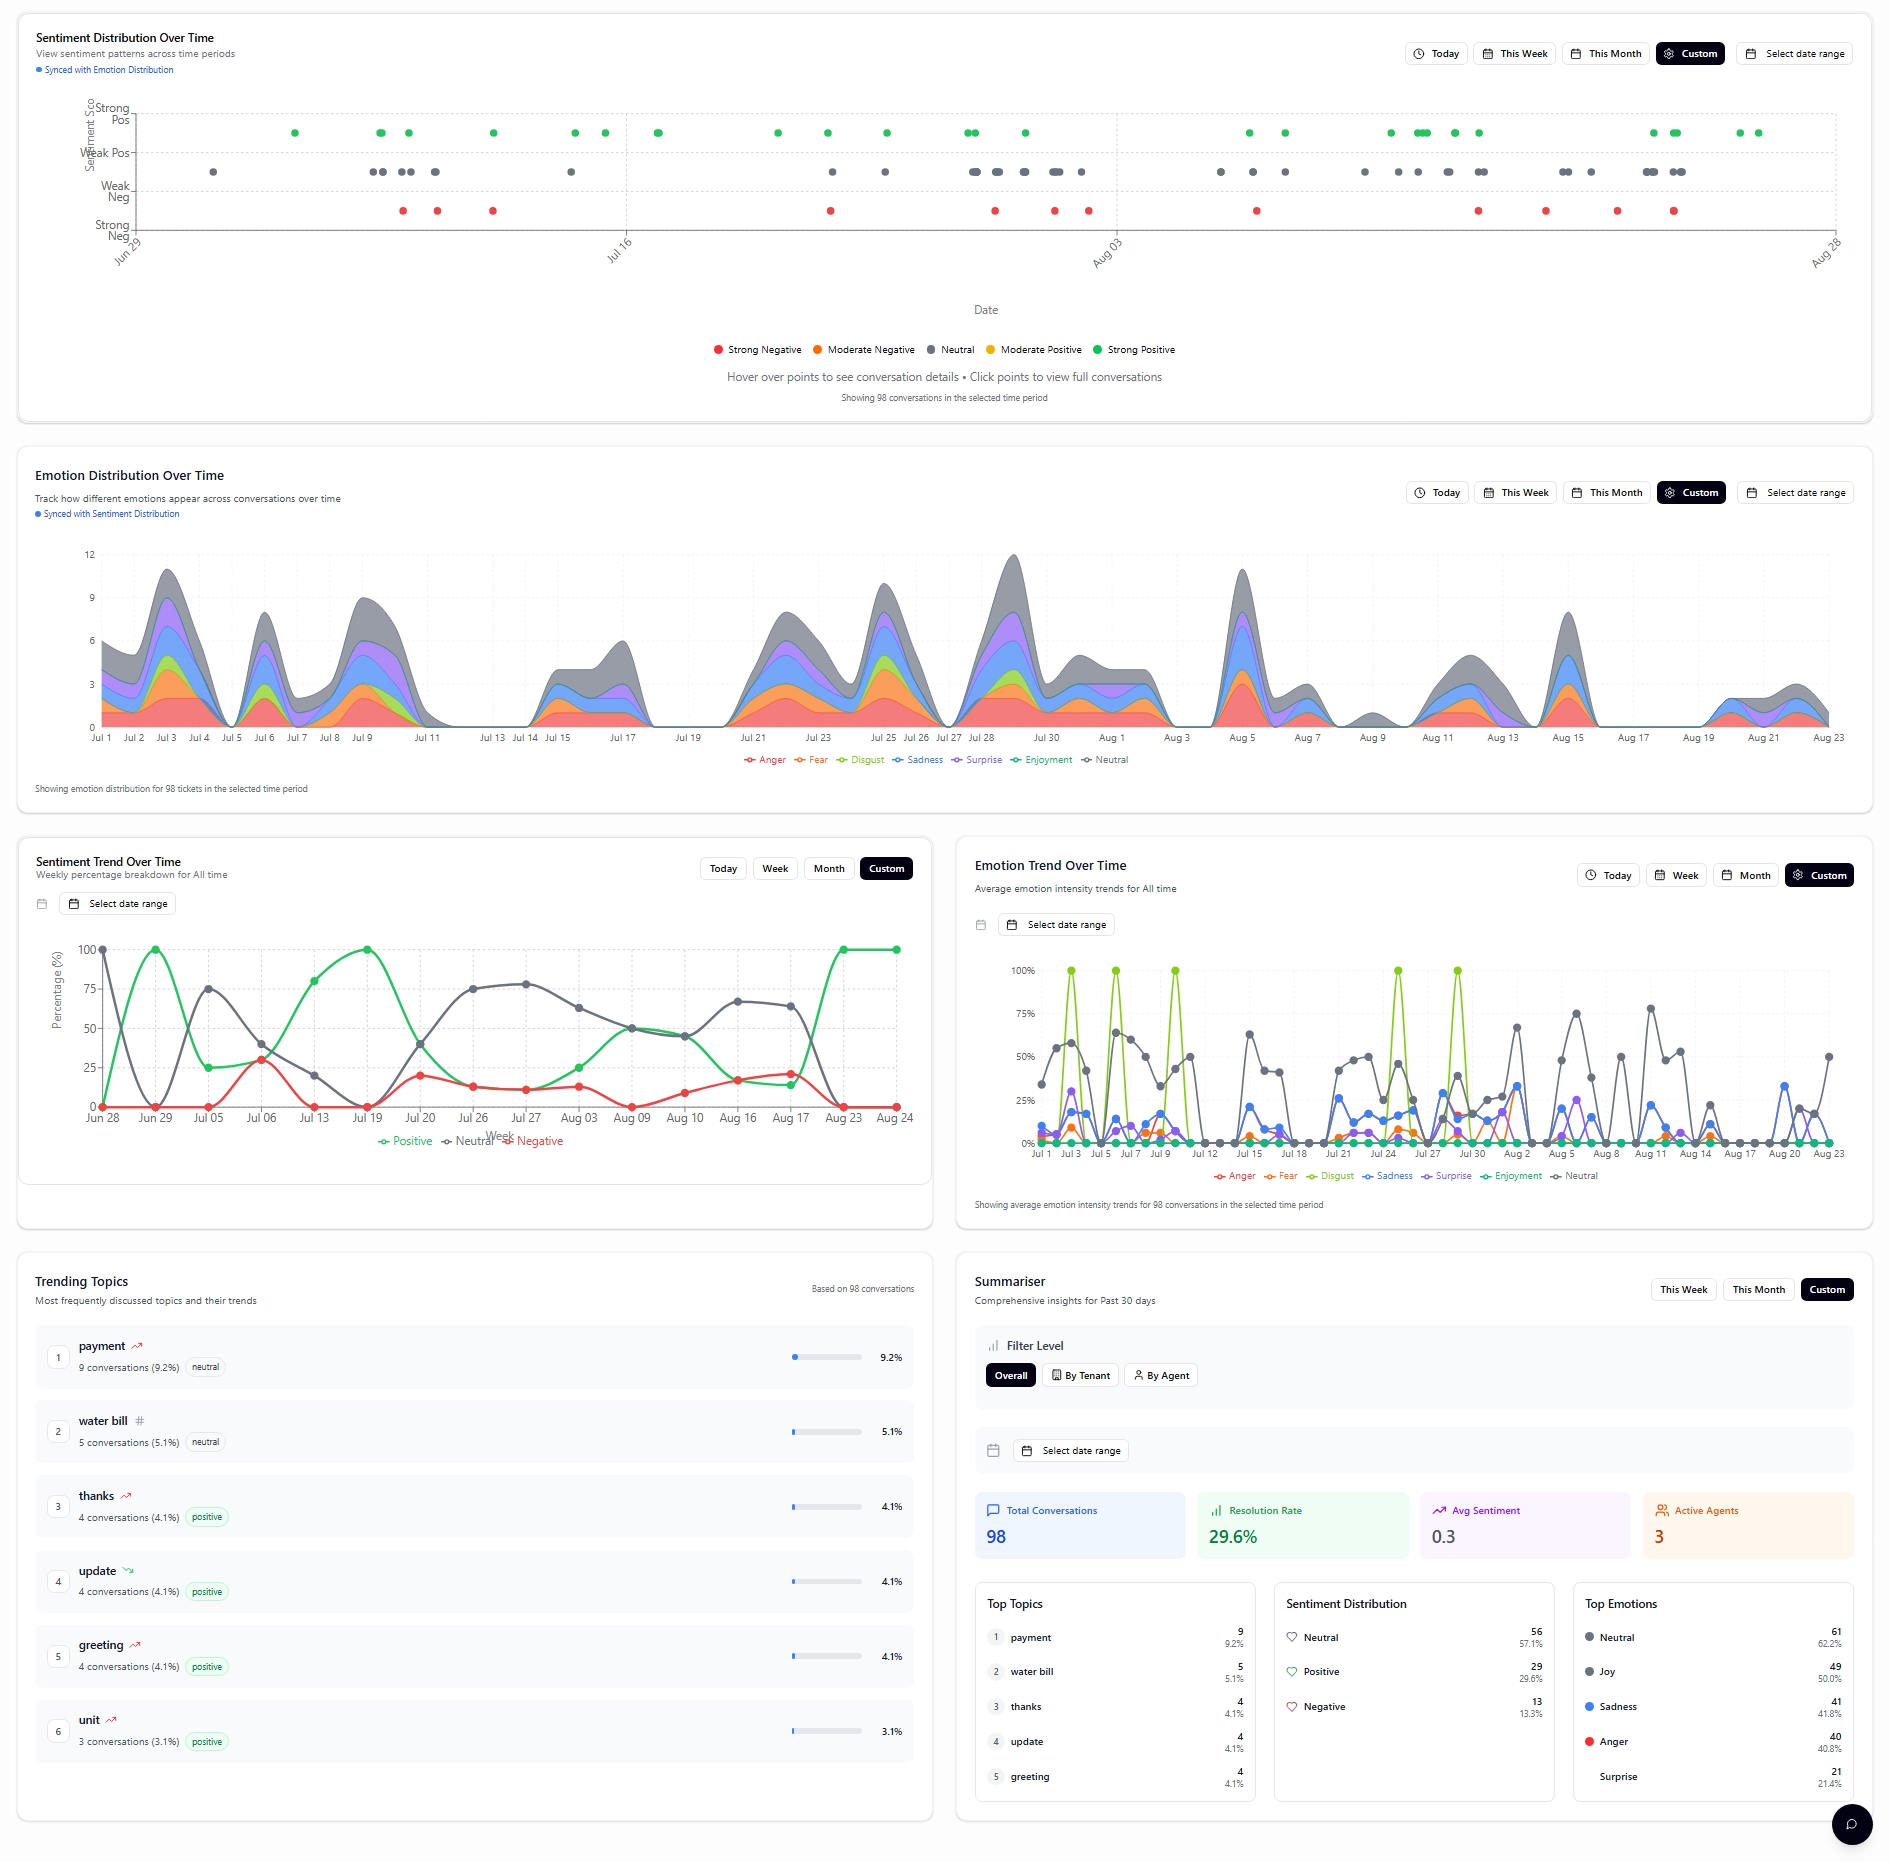 Sentiment Distribution Over Time
View sentiment patterns across time periods
Synced with Emotion Distribution
Today
This Week
This Month
Custom
Select date range
Strong
Pos
Weak Pos
Weak
Neg
Strong
Neg
Jun 29
Jul 16
Aug 03
Aug 28
Date
Strong Negative
Moderate Negative
Neutral
Moderate Positive
Strong Positive
Hover over points to see conversation details • Click points to view full conversations
Showing 98 conversations in the selected time period
Emotion Distribution Over Time
Track how different emotions appear across conversations over time
Synced with Sentiment Distribution
Today
This Week
This Month
Custom
Select date range
12
9
6
3
0
Jul 1 Jul 2 Jul 3 Jul 4 Jul 5 Jul 6 Jul 7 Jul 8 Jul 9 Jul 11 Jul 13 Jul 14 Jul 15 Jul 17 Jul 19 Jul 21 Jul 23 Jul 25 Jul 26 Jul 27 Jul 28 Jul 30 Aug 1 Aug 3 Aug 5 Aug 7 Aug 9 Aug 11 Aug 13 Aug 15 Aug 17 Aug 19 Aug 21 Aug 23
Anger Fear Disgust Sadness Surprise Enjoyment Neutral
Showing emotion distribution for 98 tickets in the selected time period
Sentiment Trend Over Time
Weekly percentage breakdown for All time
Today
Week
Month
Custom
Select date range
Percentage (%)
100
75
50
25
0
Jun 28 Jun 29 Jul 05 Jul 06 Jul 13 Jul 19 Jul 20 Jul 26 Jul 27 Aug 03 Aug 09 Aug 10 Aug 16 Aug 17 Aug 23 Aug 24
Week
Positive Neutral Negative
Emotion Trend Over Time
Average emotion intensity trends for All time
Today
Week
Month
Custom
Select date range
100%
75%
50%
25%
0%
Jul 1 Jul 3 Jul 5 Jul 7 Jul 9 Jul 12 Jul 15 Jul 18 Jul 21 Jul 24 Jul 27 Jul 30 Aug 2 Aug 5 Aug 8 Aug 11 Aug 14 Aug 17 Aug 20 Aug 23
Anger Fear Disgust Sadness Surprise Enjoyment Neutral
Showing average emotion intensity trends for 98 conversations in the selected time period
Trending Topics
Most frequently discussed topics and their trends
Based on 98 conversations
1
payment
9 conversations (9.2%) neutral
9.2%
2
water bill #
5 conversations (5.1%) neutral
5.1%
3
thanks
4 conversations (4.1%) positive
4.1%
4
update
4 conversations (4.1%) positive
4.1%
5
greeting
4 conversations (4.1%) positive
4.1%
6
unit
3 conversations (3.1%) positive
3.1%
Summariser
Comprehensive insights for Past 30 days
This Week
This Month
Custom
Filter Level
Overall
By Tenant
By Agent
Select date range
Total Conversations
98
Resolution Rate
29.6%
Avg Sentiment
0.3
Active Agents
3
Top Topics
1 payment 9
9.2%
2 water bill 5
5.1%
3 thanks 4
4.1%
4 update 4
4.1%
5 greeting 4
4.1%
Sentiment Distribution
Neutral 56
57.1%
Positive 29
29.6%
Negative 13
13.3%
Top Emotions
Neutral 61
62.2%
Joy 49
50.0%
Sadness 41
41.8%
Anger 40
40.8%
Surprise 21
21.4%